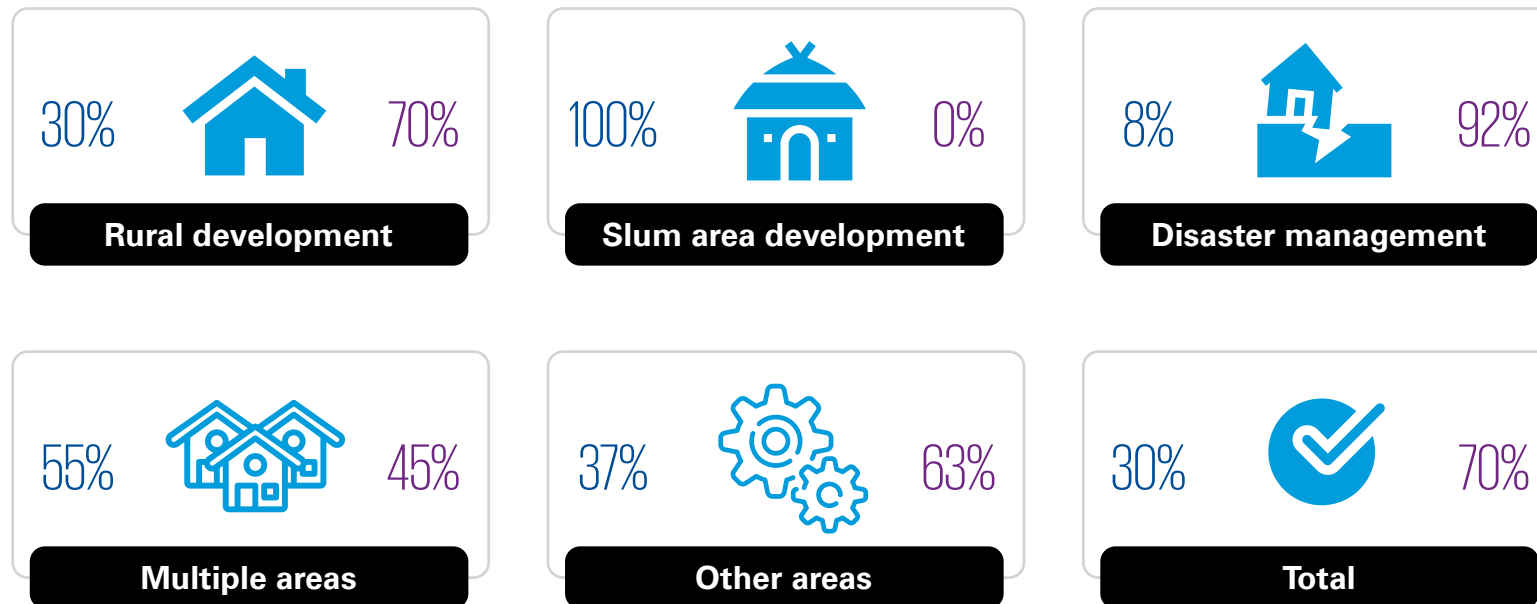 30% 70%
Rural development
100% 0%
Slum area development
8% 92%
Disaster management
55% 45%
Multiple areas
37% 63%
Other areas
30% 70%
Total